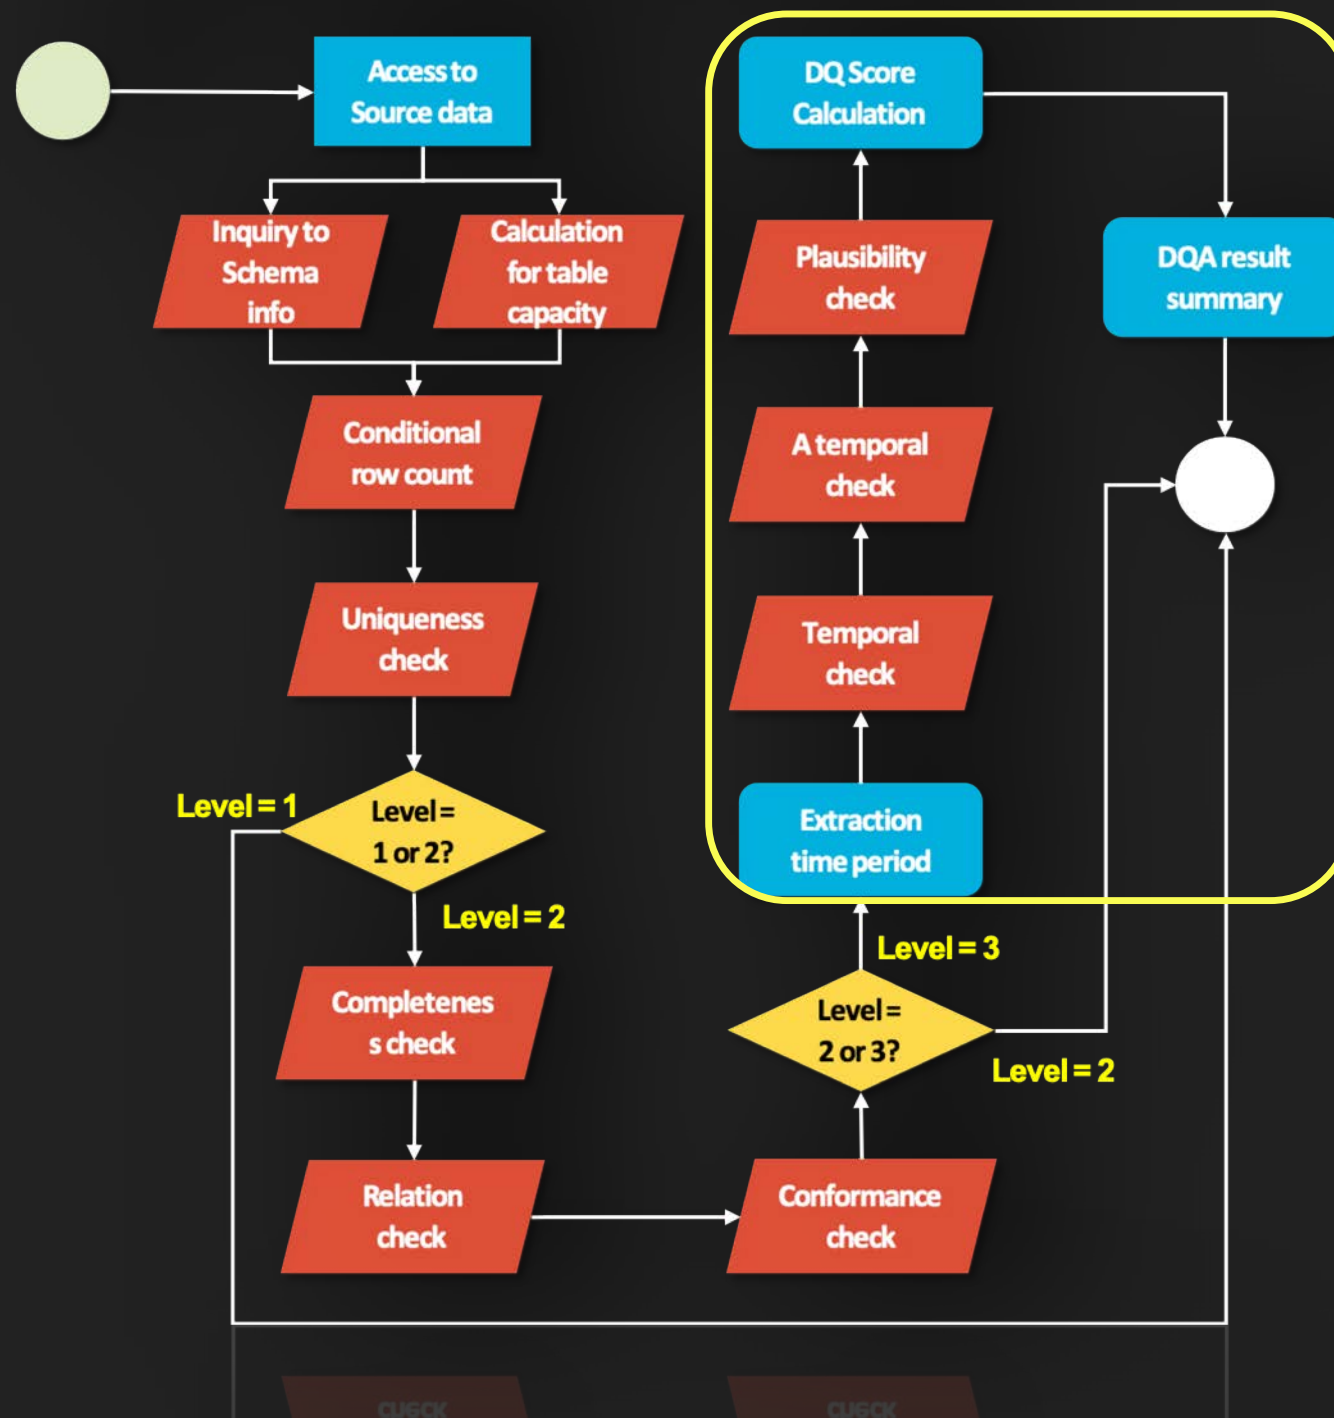 Access to
Source data
Inquiry to
Schema
info
Calculation
for table
capacity
Conditional
row count
Uniqueness
check
Level = 1
Level =
1 or 2?
Level = 2
Completenes
s check
Relation
check
Conformance
check
Level =
2 or 3?
Level = 2
Level = 3
Extraction
time period
Temporal
check
A temporal
check
Plausibility
check
DQ Score
Calculation
DQA result
summary